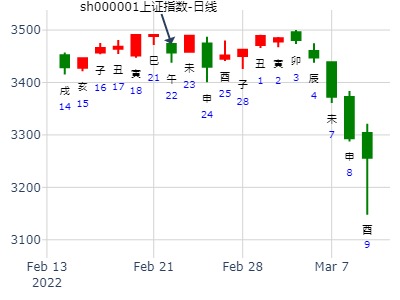 sh000001上证指数-日线
3500
3400
3300
3200
3100
戌 亥 子 丑 寅 巳 午 未 申 酉 子 丑 寅 卯 辰 未 申 酉
14 15 16 17 18 21 22 23 24 25 28 1 2 3 4 7 8 9
Feb 13 Feb 21 Feb 28 Mar 7
2022